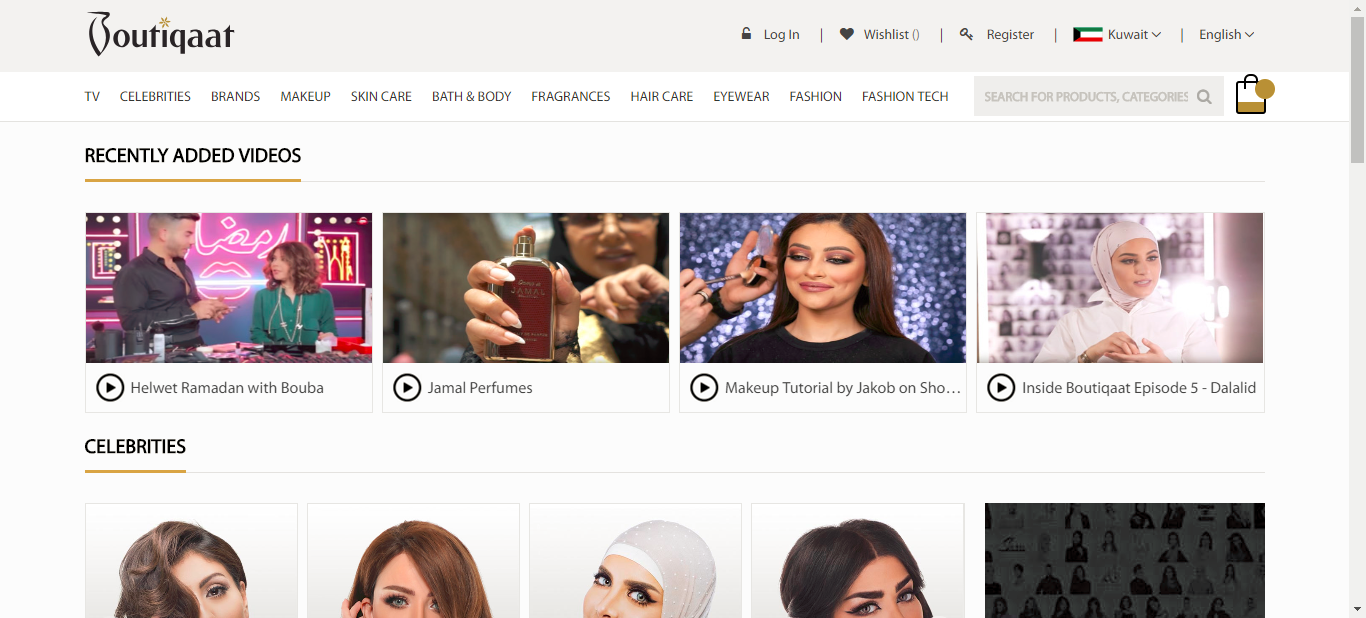 Boutiqaat
Log In | Wishlist () | Register | Kuwait | English
TV CELEBRITIES BRANDS MAKEUP SKIN CARE BATH & BODY FRAGRANCES HAIR CARE EYEWEAR FASHION FASHION TECH SEARCH FOR PRODUCTS, CATEGORIES
RECENTLY ADDED VIDEOS
رمضان
JAMAL
Helwet Ramadan with Bouba
Jamal Perfumes
Makeup Tutorial by Jakob on Sho…
Inside Boutiqaat Episode 5 - Dalalid
CELEBRITIES